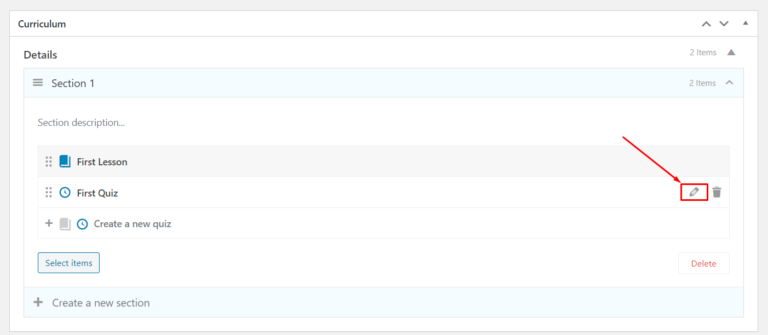 Curriculum
Details
2 Items
Section 1
2 Items
Section description...
First Lesson
First Quiz
Create a new quiz
Select items
Delete
Create a new section